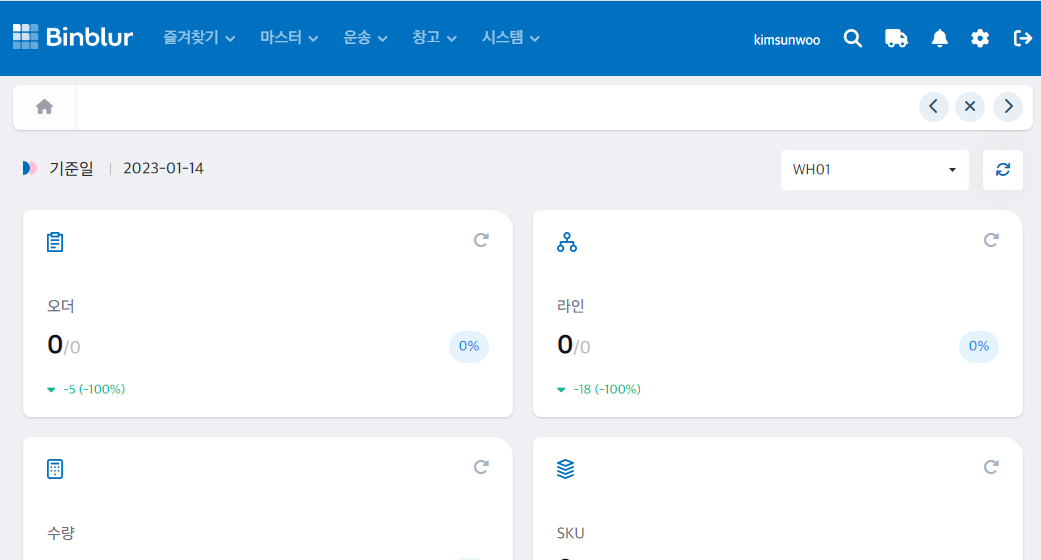 Binblur 즐겨찾기 마스터 운송 창고 시스템 kimsunwoo
기준일 | 2023-01-14 WH01
오더 라인
0/0 0% 0/0 0%
-5 (-100%) -18 (-100%)
수량 SKU